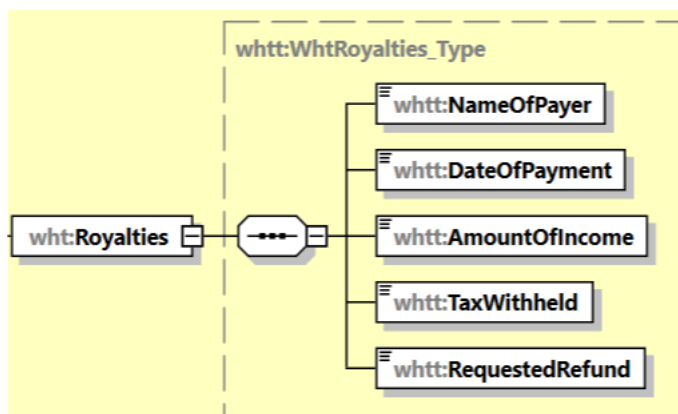 whtt:WhtRoyalties_Type
whtt:NameOfPayer
whtt:DateOfPayment
wht:Royalties
whtt:AmountOfIncome
whtt:TaxWithheld
whtt:RequestedRefund